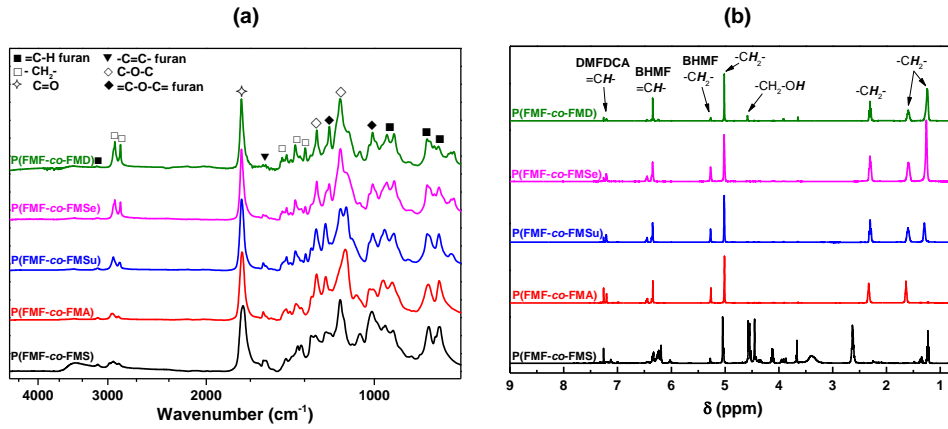 (a)
■ =C-H furan ▼ -C=C- furan
□ - CH₂- ◇ C-O-C
✧ C=O ◆ =C-O-C= furan
P(FMF-co-FMD)
P(FMF-co-FMSe)
P(FMF-co-FMSu)
P(FMF-co-FMA)
P(FMF-co-FMS)
4000 3000 2000 1000
Wavenumber (cm⁻¹)
(b)
DMFDCA
=CH-
BHMF
=CH-
BHMF
-CH₂-
-CH₂-
-CH₂-OH
-CH₂-
-CH₂-
P(FMF-co-FMD)
P(FMF-co-FMSe)
P(FMF-co-FMSu)
P(FMF-co-FMA)
P(FMF-co-FMS)
9 8 7 6 5 4 3 2 1
δ (ppm)